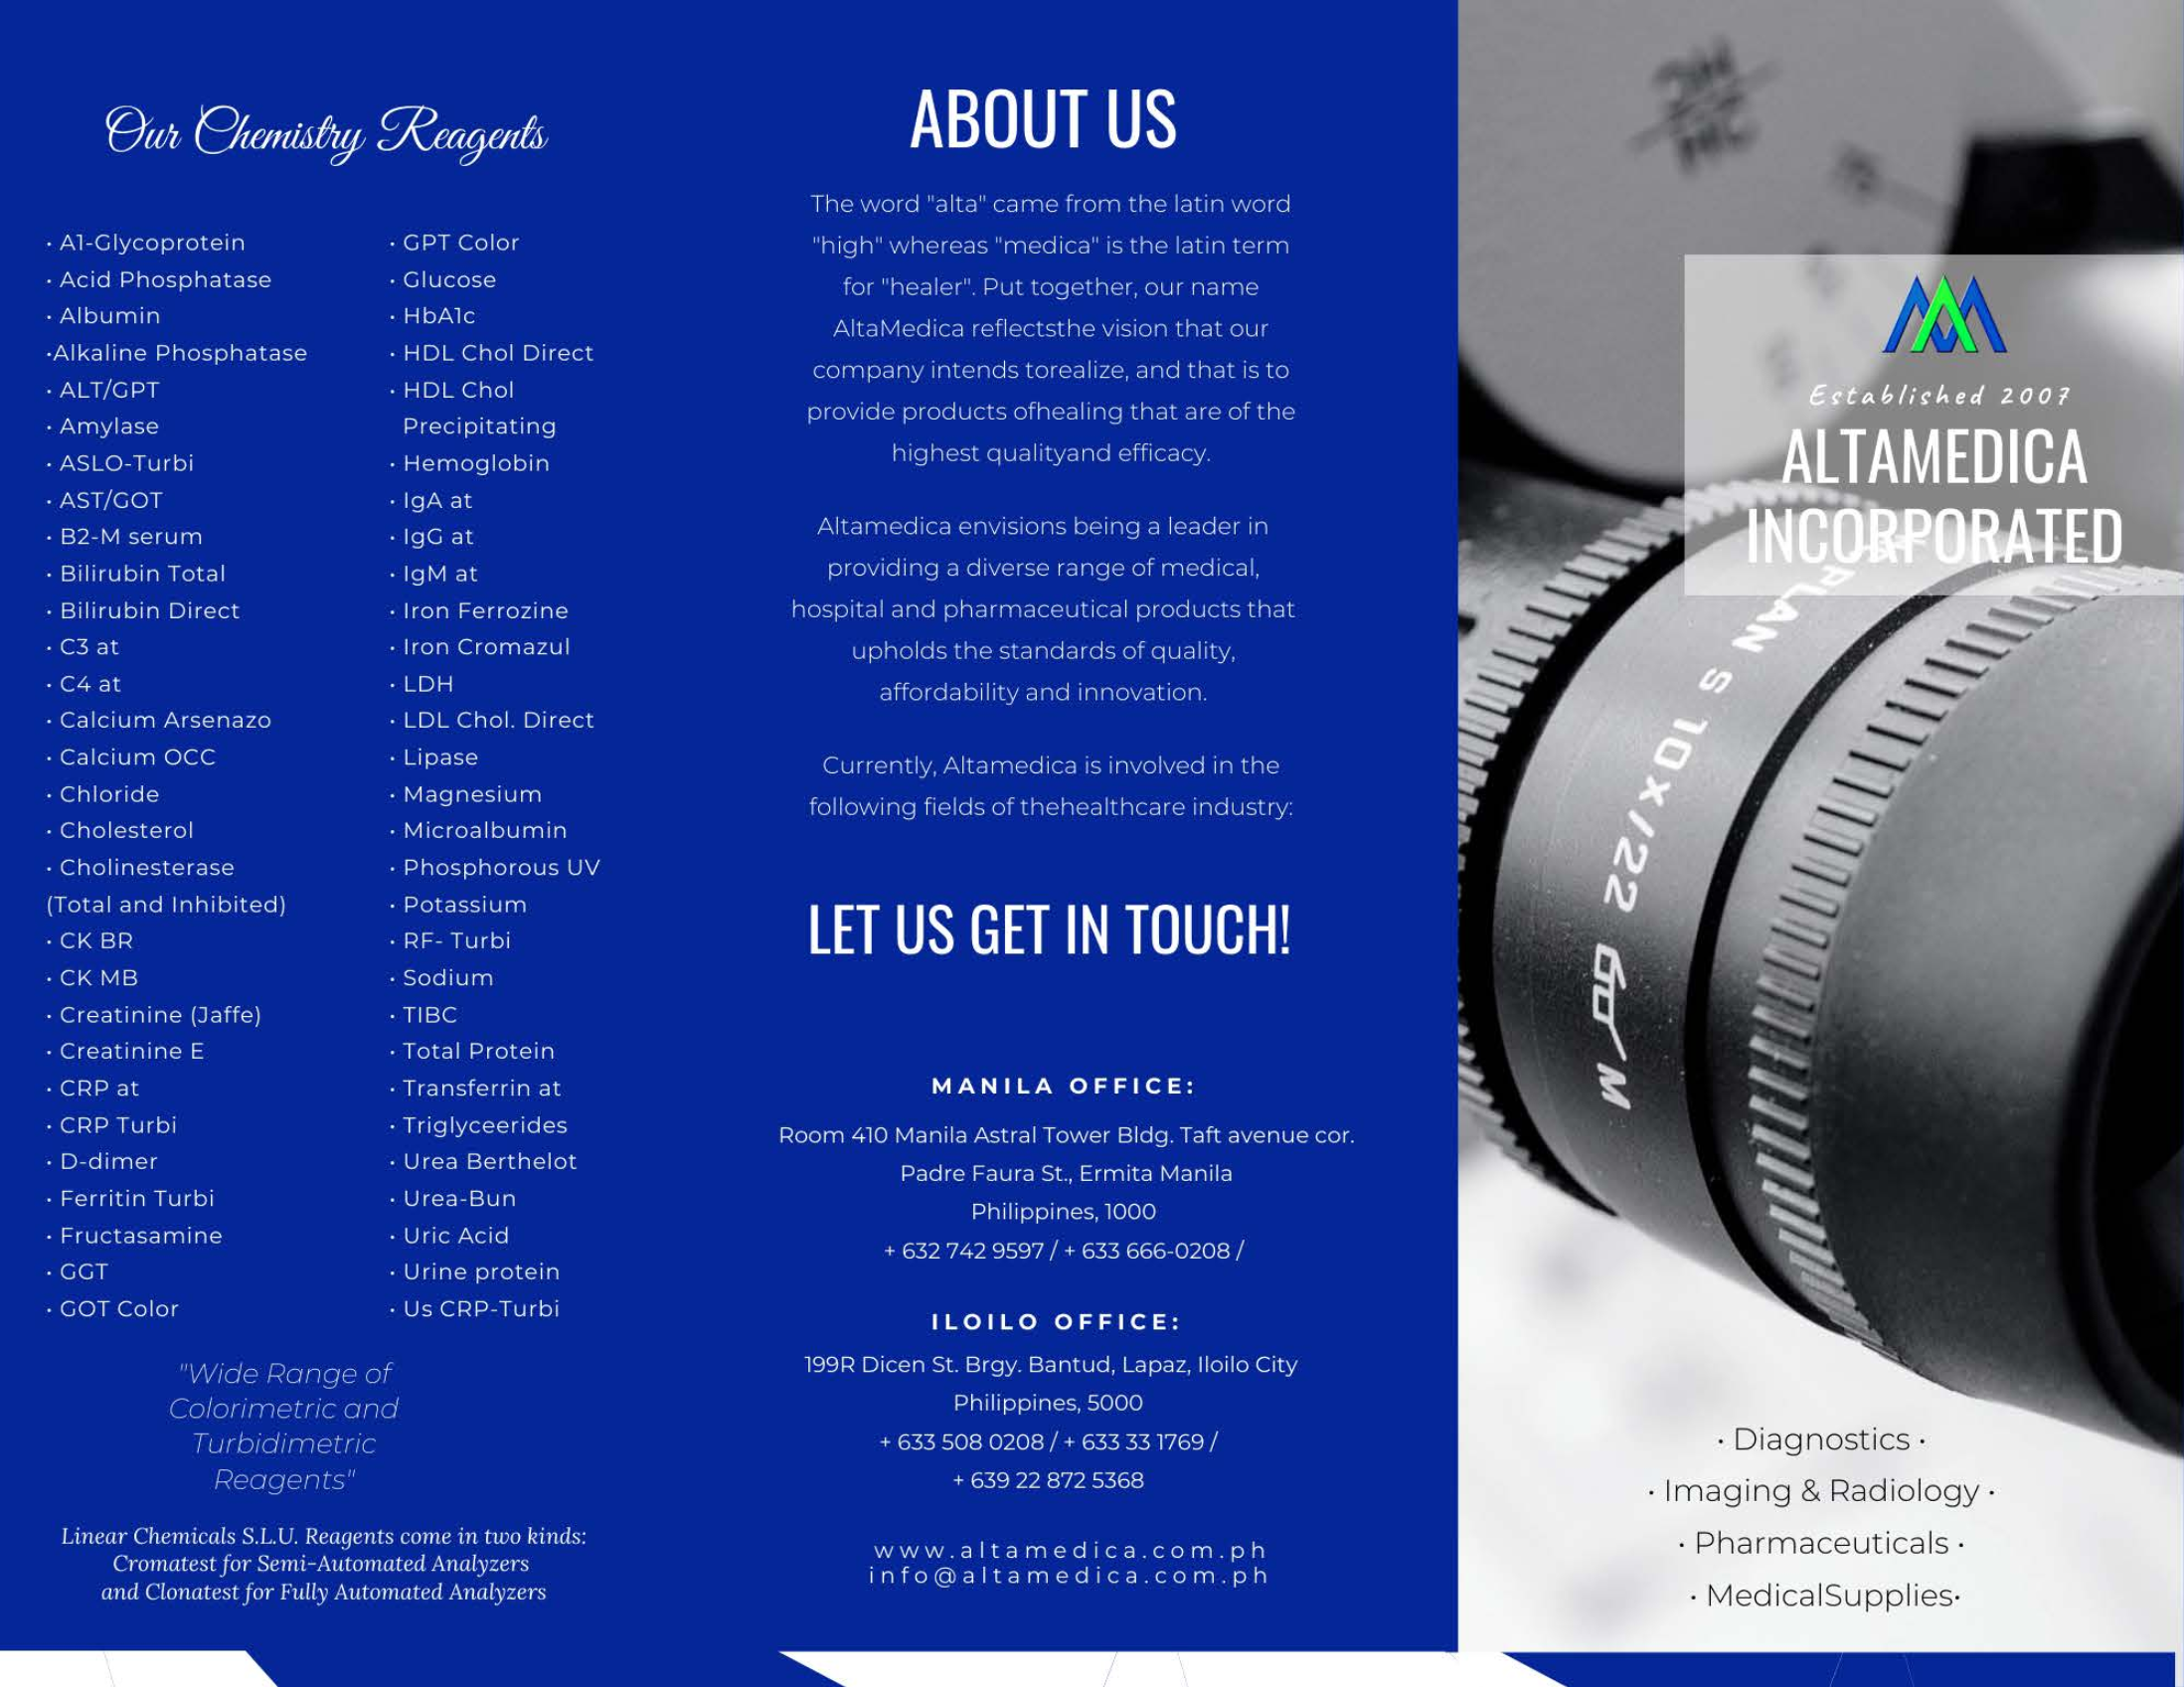 Our Chemistry Reagents
· A1-Glycoprotein
· Acid Phosphatase
· Albumin
·Alkaline Phosphatase
· ALT/GPT
· Amylase
· ASLO-Turbi
· AST/GOT
· B2-M serum
· Bilirubin Total
· Bilirubin Direct
· C3 at
· C4 at
· Calcium Arsenazo
· Calcium OCC
· Chloride
· Cholesterol
· Cholinesterase
(Total and Inhibited)
· CK BR
· CK MB
· Creatinine (Jaffe)
· Creatinine E
· CRP at
· CRP Turbi
· D-dimer
· Ferritin Turbi
· Fructasamine
· GGT
· GOT Color
· GPT Color
· Glucose
· HbA1c
· HDL Chol Direct
· HDL Chol
Precipitating
· Hemoglobin
· IgA at
· IgG at
· IgM at
· Iron Ferrozine
· Iron Cromazul
· LDH
· LDL Chol. Direct
· Lipase
· Magnesium
· Microalbumin
· Phosphorous UV
· Potassium
· RF- Turbi
· Sodium
· TIBC
· Total Protein
· Transferrin at
· Triglyceerides
· Urea Berthelot
· Urea-Bun
· Uric Acid
· Urine protein
· Us CRP-Turbi
"Wide Range of
Colorimetric and
Turbidimetric
Reagents"
Linear Chemicals S.L.U. Reagents come in two kinds:
Cromatest for Semi-Automated Analyzers
and Clonatest for Fully Automated Analyzers
ABOUT US
The word "alta" came from the latin word
"high" whereas "medica" is the latin term
for "healer". Put together, our name
AltaMedica reflectsthe vision that our
company intends torealize, and that is to
provide products ofhealing that are of the
highest qualityand efficacy.
Altamedica envisions being a leader in
providing a diverse range of medical,
hospital and pharmaceutical products that
upholds the standards of quality,
affordability and innovation.
Currently, Altamedica is involved in the
following fields of thehealthcare industry:
LET US GET IN TOUCH!
MANILA OFFICE:
Room 410 Manila Astral Tower Bldg. Taft avenue cor.
Padre Faura St., Ermita Manila
Philippines, 1000
+ 632 742 9597 / + 633 666-0208 /
ILOILO OFFICE:
199R Dicen St. Brgy. Bantud, Lapaz, Iloilo City
Philippines, 5000
+ 633 508 0208 / + 633 33 1769 /
+ 639 22 872 5368
www.altamedica.com.ph
info@altamedica.com.ph
Established 2007
ALTAMEDICA
INCORPORATED
PLAN S 10x/22
M
· Diagnostics ·
· Imaging & Radiology ·
· Pharmaceuticals ·
· MedicalSupplies·